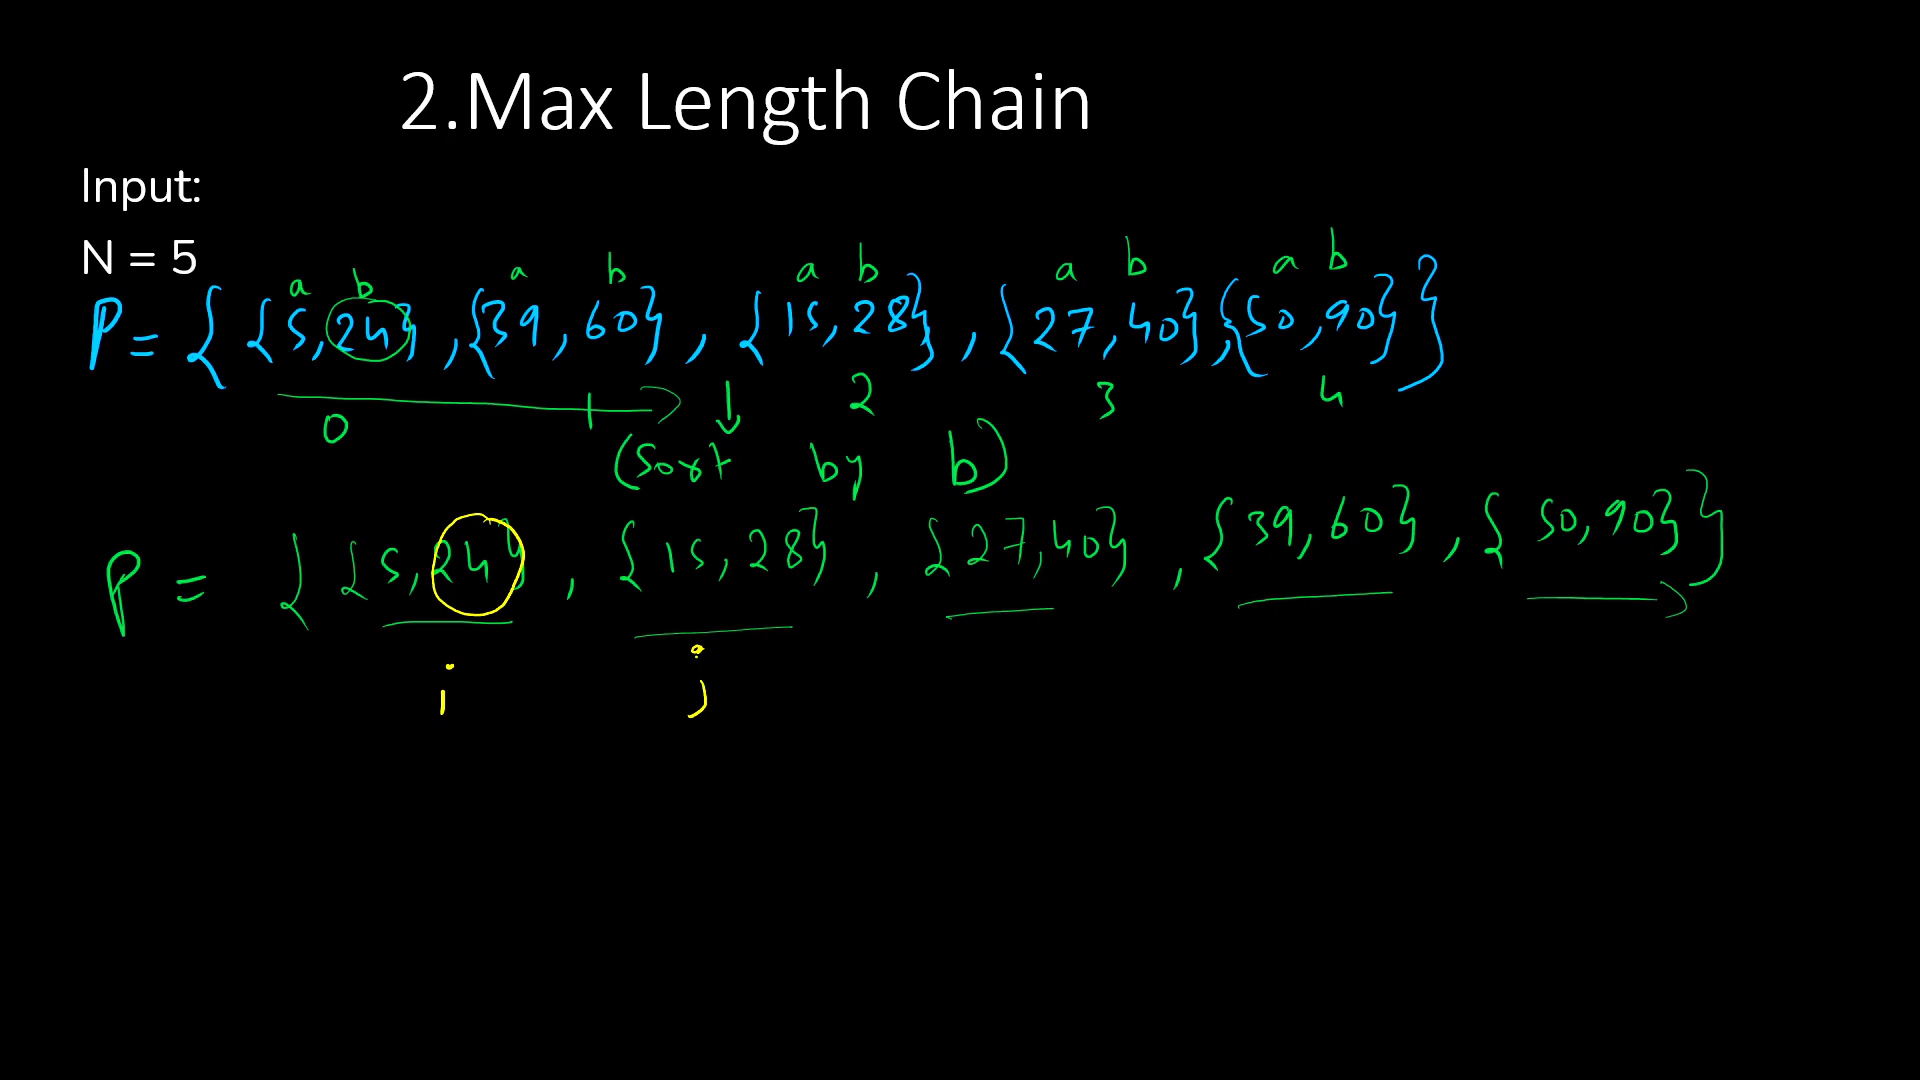 2.Max Length Chain
Input:
N = 5
a b a b a b a b a b
P = { {5,24} , {39,60} , {15,28} , {27,40} , {50,90} }
0 1 2 3 4
(Sort by b)
P = { {5,24} , {15,28} , {27,40} , {39,60} , {50,90} }
i j